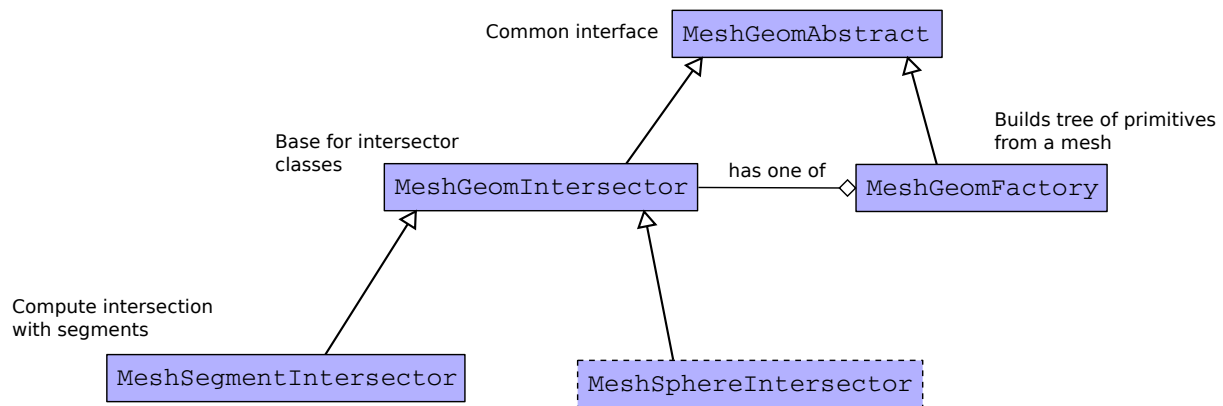 Common interface
MeshGeomAbstract
Builds tree of primitives
from a mesh
Base for intersector
classes
MeshGeomIntersector
has one of
MeshGeomFactory
Compute intersection
with segments
MeshSegmentIntersector
MeshSphereIntersector